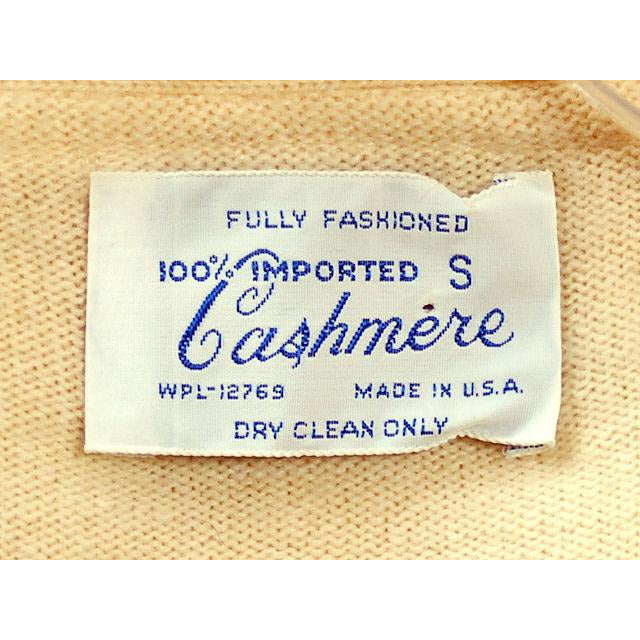 FULLY FASHIONED
100% IMPORTED S
Cashmere
WPL-12769 MADE IN U.S.A.
DRY CLEAN ONLY